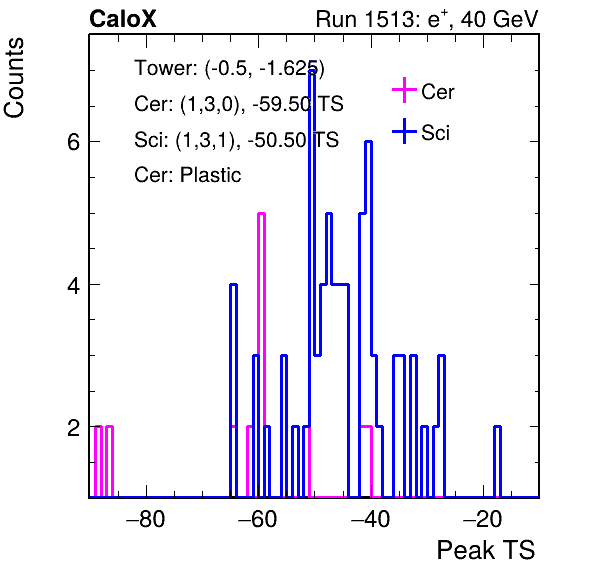 CaloX Run 1513: e⁺, 40 GeV
Counts
Tower: (-0.5, -1.625)
Cer: (1,3,0), -59.50 TS
Sci: (1,3,1), -50.50 TS
Cer: Plastic
Cer
Sci
6
4
2
−80 −60 −40 −20
Peak TS